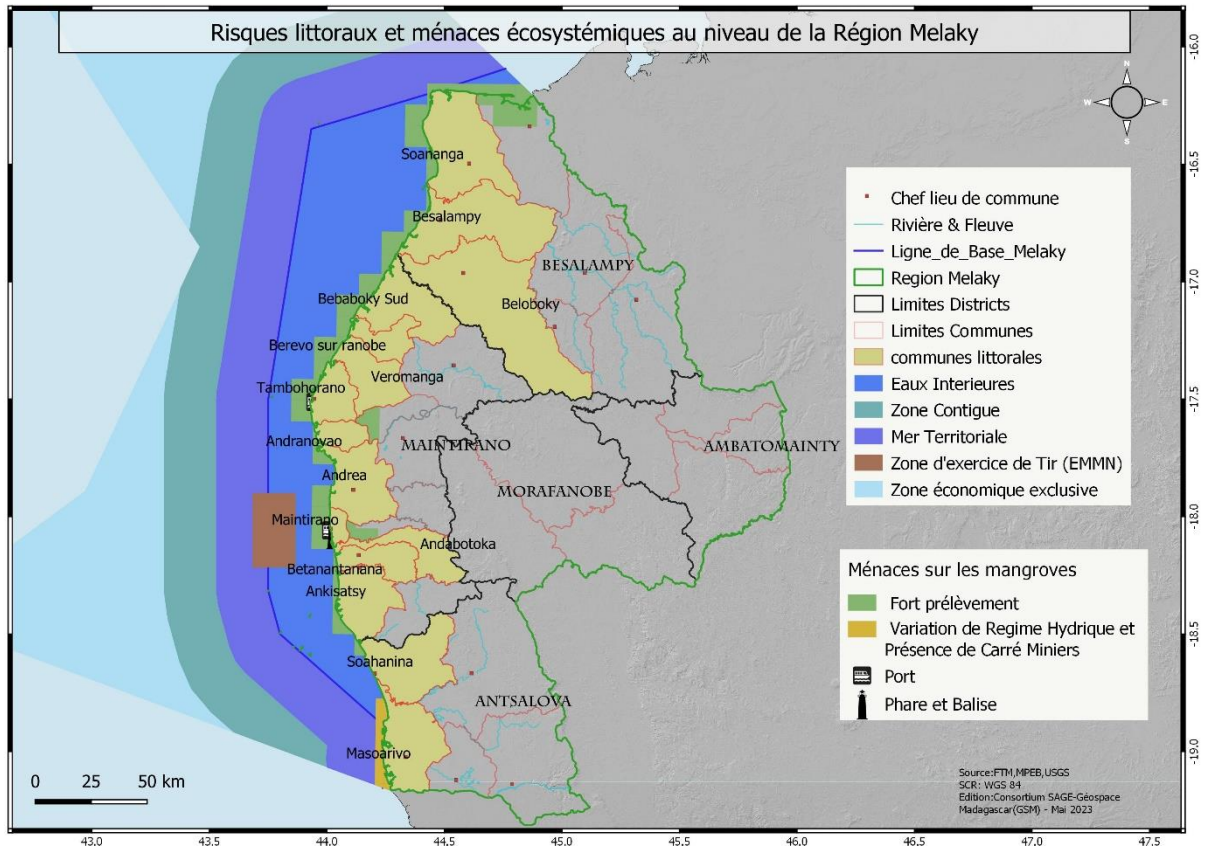 Risques littoraux et ménaces écosystémiques au niveau de la Région Melaky
N
W
E
S
-16.0
-16.5
-17.0
-17.5
-18.0
-18.5
-19.0
Soananga
Besalampy
BESALAMPY
Bebaboky Sud
Beloboky
Berevo sur ranobe
Veromanga
Tambohorano
Andranovao
MAINTIRANO
AMBATOMAINTY
Andrea
MORAFANOBE
Maintirano
Andabotoka
Betanantanana
Ankisatsy
Soahanina
ANTSALOVA
Masoarivo
Chef lieu de commune
Rivière & Fleuve
Ligne_de_Base_Melaky
Region Melaky
Limites Districts
Limites Communes
communes littorales
Eaux Interieures
Zone Contigue
Mer Territoriale
Zone d'exercice de Tir (EMMN)
Zone économique exclusive
Ménaces sur les mangroves
Fort prélèvement
Variation de Regime Hydrique et
Présence de Carré Miniers
Port
Phare et Balise
0 25 50 km
Source:FTM,MPEB,USGS
SCR: WGS 84
Edition:Consortium SAGE-Géospace
Madagascar(GSM) - Mai 2023
43.0 43.5 44.0 44.5 45.0 45.5 46.0 46.5 47.0 47.5